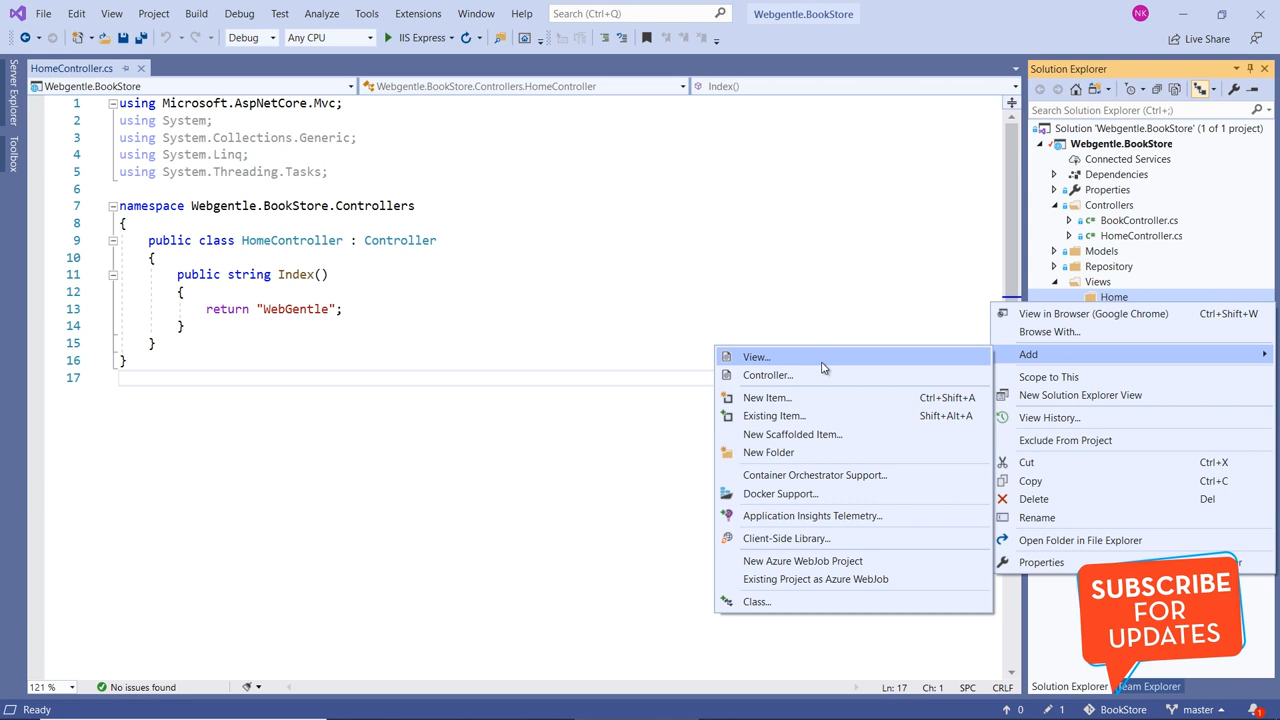 File Edit View Project Build Debug Test Analyze Tools Extensions Window Help Search (Ctrl+Q) Webgentle.BookStore NK
Debug Any CPU IIS Express Live Share
Server Explorer
Toolbox
HomeController.cs
Webgentle.BookStore Webgentle.BookStore.Controllers.HomeController Index()
1 using Microsoft.AspNetCore.Mvc;
2 using System;
3 using System.Collections.Generic;
4 using System.Linq;
5 using System.Threading.Tasks;
6
7 namespace Webgentle.BookStore.Controllers
8 {
9 public class HomeController : Controller
10 {
11 public string Index()
12 {
13 return "WebGentle";
14 }
15 }
16 }
17
Solution Explorer
Search Solution Explorer (Ctrl+;)
Solution 'Webgentle.BookStore' (1 of 1 project)
Webgentle.BookStore
Connected Services
Dependencies
Properties
Controllers
C# BookController.cs
C# HomeController.cs
Models
Repository
Views
Home
View in Browser (Google Chrome) Ctrl+Shift+W
Browse With...
Add
Scope to This
New Solution Explorer View
View History...
Exclude From Project
Cut Ctrl+X
Copy Ctrl+C
Delete Del
Rename
Open Folder in File Explorer
Properties
View...
Controller...
New Item... Ctrl+Shift+A
Existing Item... Shift+Alt+A
New Scaffolded Item...
New Folder
Container Orchestrator Support...
Docker Support...
Application Insights Telemetry...
Client-Side Library...
New Azure WebJob Project
Existing Project as Azure WebJob
Class...
SUBSCRIBE
FOR
UPDATES
121 % No issues found Ln: 17 Ch: 1 SPC CRLF
Solution Explorer Team Explorer
Ready 0 1 BookStore master 1